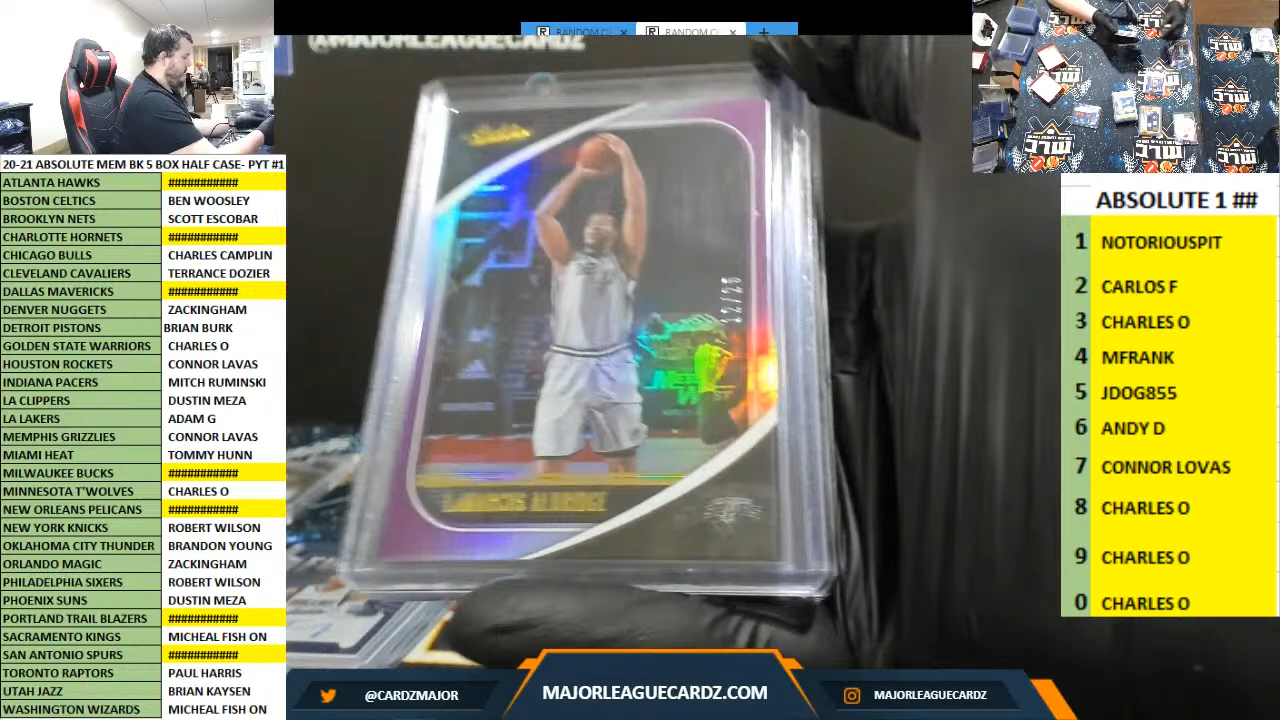 @MAJORLEAGUECARDZ
RANDOM.O
RANDOM.O
20-21 ABSOLUTE MEM BK 5 BOX HALF CASE- PYT #1
ATLANTA HAWKS ###########
BOSTON CELTICS BEN WOOSLEY
BROOKLYN NETS SCOTT ESCOBAR
CHARLOTTE HORNETS ###########
CHICAGO BULLS CHARLES CAMPLIN
CLEVELAND CAVALIERS TERRANCE DOZIER
DALLAS MAVERICKS ###########
DENVER NUGGETS ZACKINGHAM
DETROIT PISTONS BRIAN BURK
GOLDEN STATE WARRIORS CHARLES O
HOUSTON ROCKETS CONNOR LAVAS
INDIANA PACERS MITCH RUMINSKI
LA CLIPPERS DUSTIN MEZA
LA LAKERS ADAM G
MEMPHIS GRIZZLIES CONNOR LAVAS
MIAMI HEAT TOMMY HUNN
MILWAUKEE BUCKS ###########
MINNESOTA T'WOLVES CHARLES O
NEW ORLEANS PELICANS ###########
NEW YORK KNICKS ROBERT WILSON
OKLAHOMA CITY THUNDER BRANDON YOUNG
ORLANDO MAGIC ZACKINGHAM
PHILADELPHIA SIXERS ROBERT WILSON
PHOENIX SUNS DUSTIN MEZA
PORTLAND TRAIL BLAZERS ###########
SACRAMENTO KINGS MICHEAL FISH ON
SAN ANTONIO SPURS ###########
TORONTO RAPTORS PAUL HARRIS
UTAH JAZZ BRIAN KAYSEN
WASHINGTON WIZARDS MICHEAL FISH ON
Absolute
LAMARCUS ALDRIDGE
ABSOLUTE 1 ##
1 NOTORIOUSPIT
2 CARLOS F
3 CHARLES O
4 MFRANK
5 JDOG855
6 ANDY D
7 CONNOR LOVAS
8 CHARLES O
9 CHARLES O
0 CHARLES O
@CARDZMAJOR
MAJORLEAGUECARDZ.COM
MAJORLEAGUECARDZ